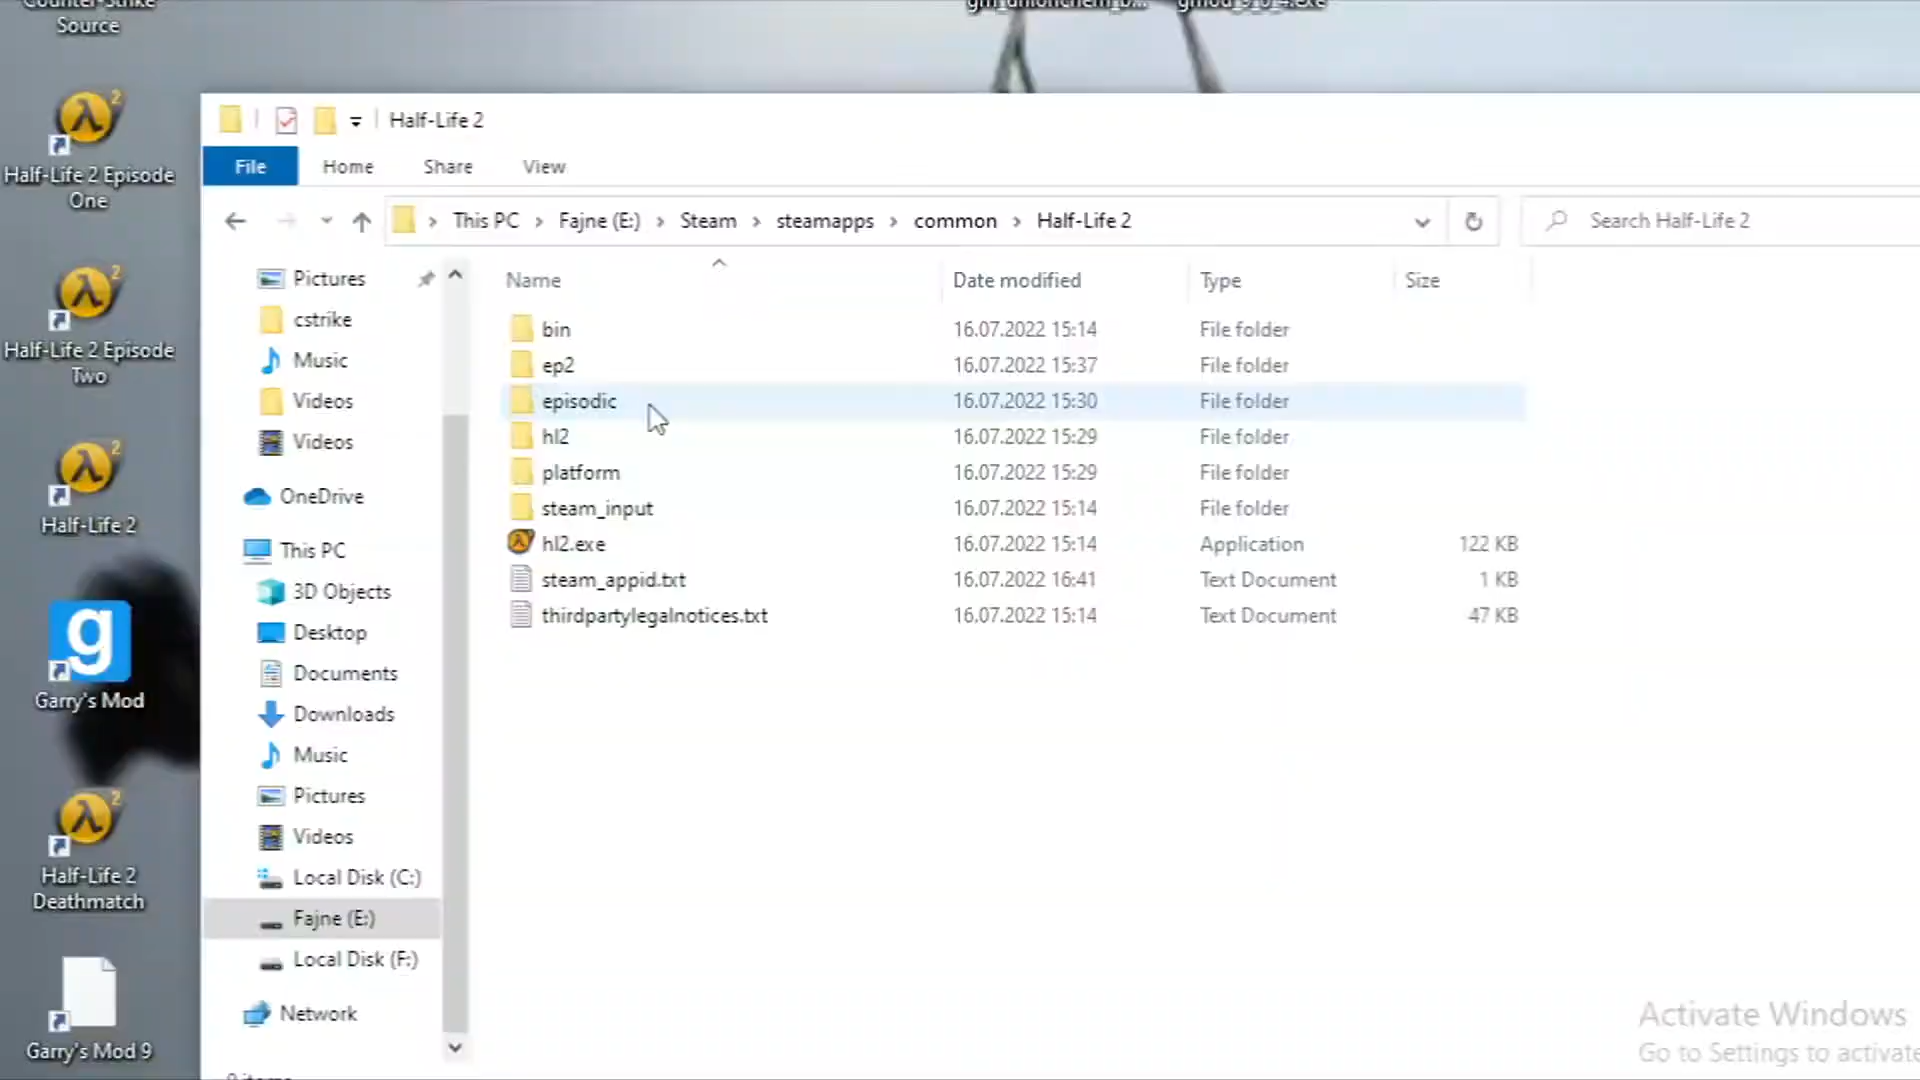 Source
gmod_9_0_4.exe
2
Half-Life 2 Episode
One
2
Half-Life 2 Episode
Two
2
Half-Life 2
g
Garry's Mod
2
Half-Life 2
Deathmatch
Garry's Mod 9
Half-Life 2
File Home Share View
This PC Fajne (E:) Steam steamapps common Half-Life 2
Search Half-Life 2
Pictures
cstrike
Music
Videos
Videos
OneDrive
This PC
3D Objects
Desktop
Documents
Downloads
Music
Pictures
Videos
Local Disk (C:)
Fajne (E:)
Local Disk (F:)
Network
Name Date modified Type Size
bin 16.07.2022 15:14 File folder
ep2 16.07.2022 15:37 File folder
episodic 16.07.2022 15:30 File folder
hl2 16.07.2022 15:29 File folder
platform 16.07.2022 15:29 File folder
steam_input 16.07.2022 15:14 File folder
hl2.exe 16.07.2022 15:14 Application 122 KB
steam_appid.txt 16.07.2022 16:41 Text Document 1 KB
thirdpartylegalnotices.txt 16.07.2022 15:14 Text Document 47 KB
Activate Windows
Go to Settings to activate